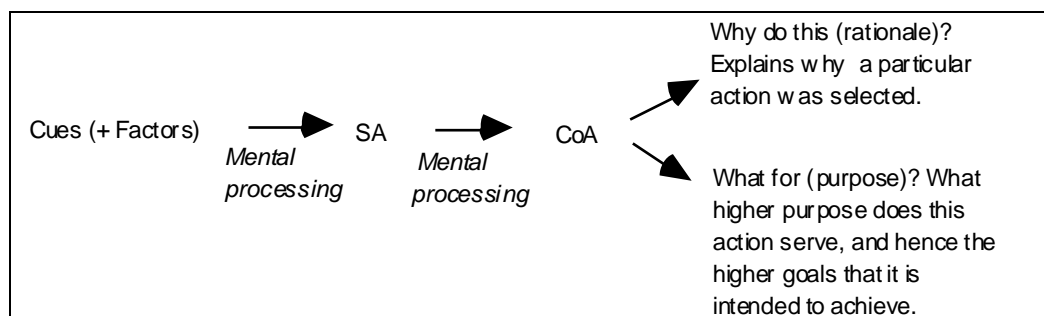 Why do this (rationale)?
Explains why a particular
action was selected.
Cues (+ Factors)
SA
CoA
Mental
processing
Mental
processing
What for (purpose)? What
higher purpose does this
action serve, and hence the
higher goals that it is
intended to achieve.